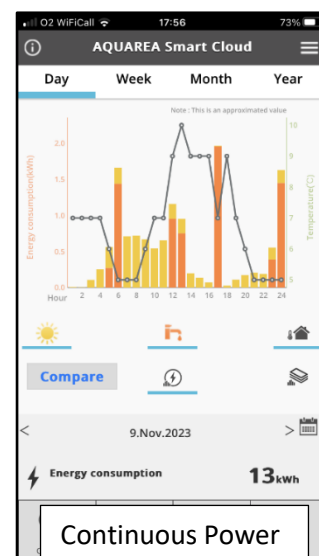 O2 WiFiCall 17:56 73%
AQUAREA Smart Cloud
Day Week Month Year
Note : This is an approximated value
Energy consumption(kWh)
2.0
1.5
1.0
0.5
0.0
Temperature(°C)
10
9
8
7
6
5
Hour 2 4 6 8 10 12 14 16 18 20 22 24
Compare
< 9.Nov.2023 >
Energy consumption 13kWh
Continuous Power